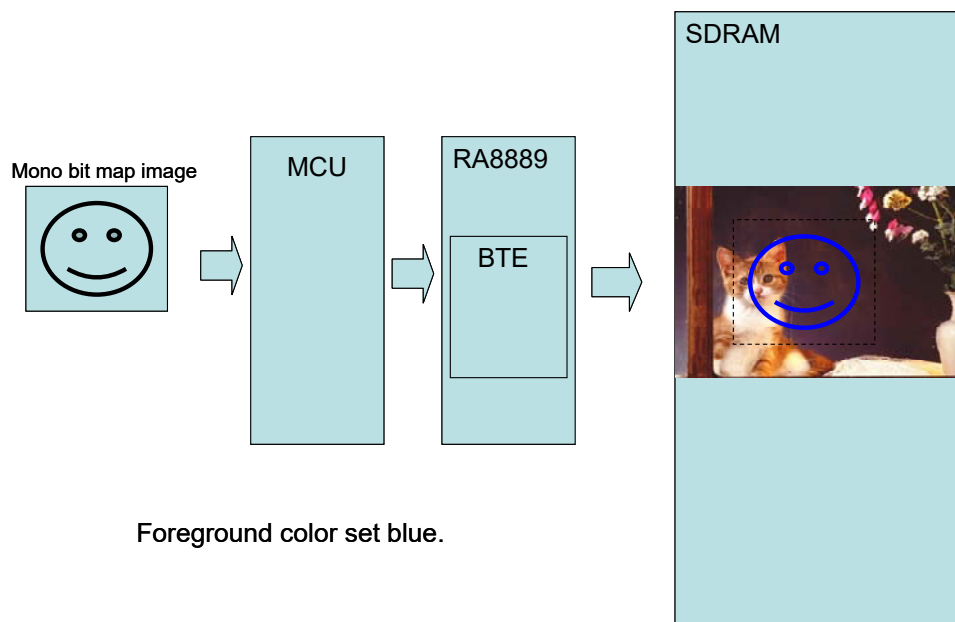 SDRAM
MCU
RA8889
Mono bit map image
BTE
Foreground color set blue.